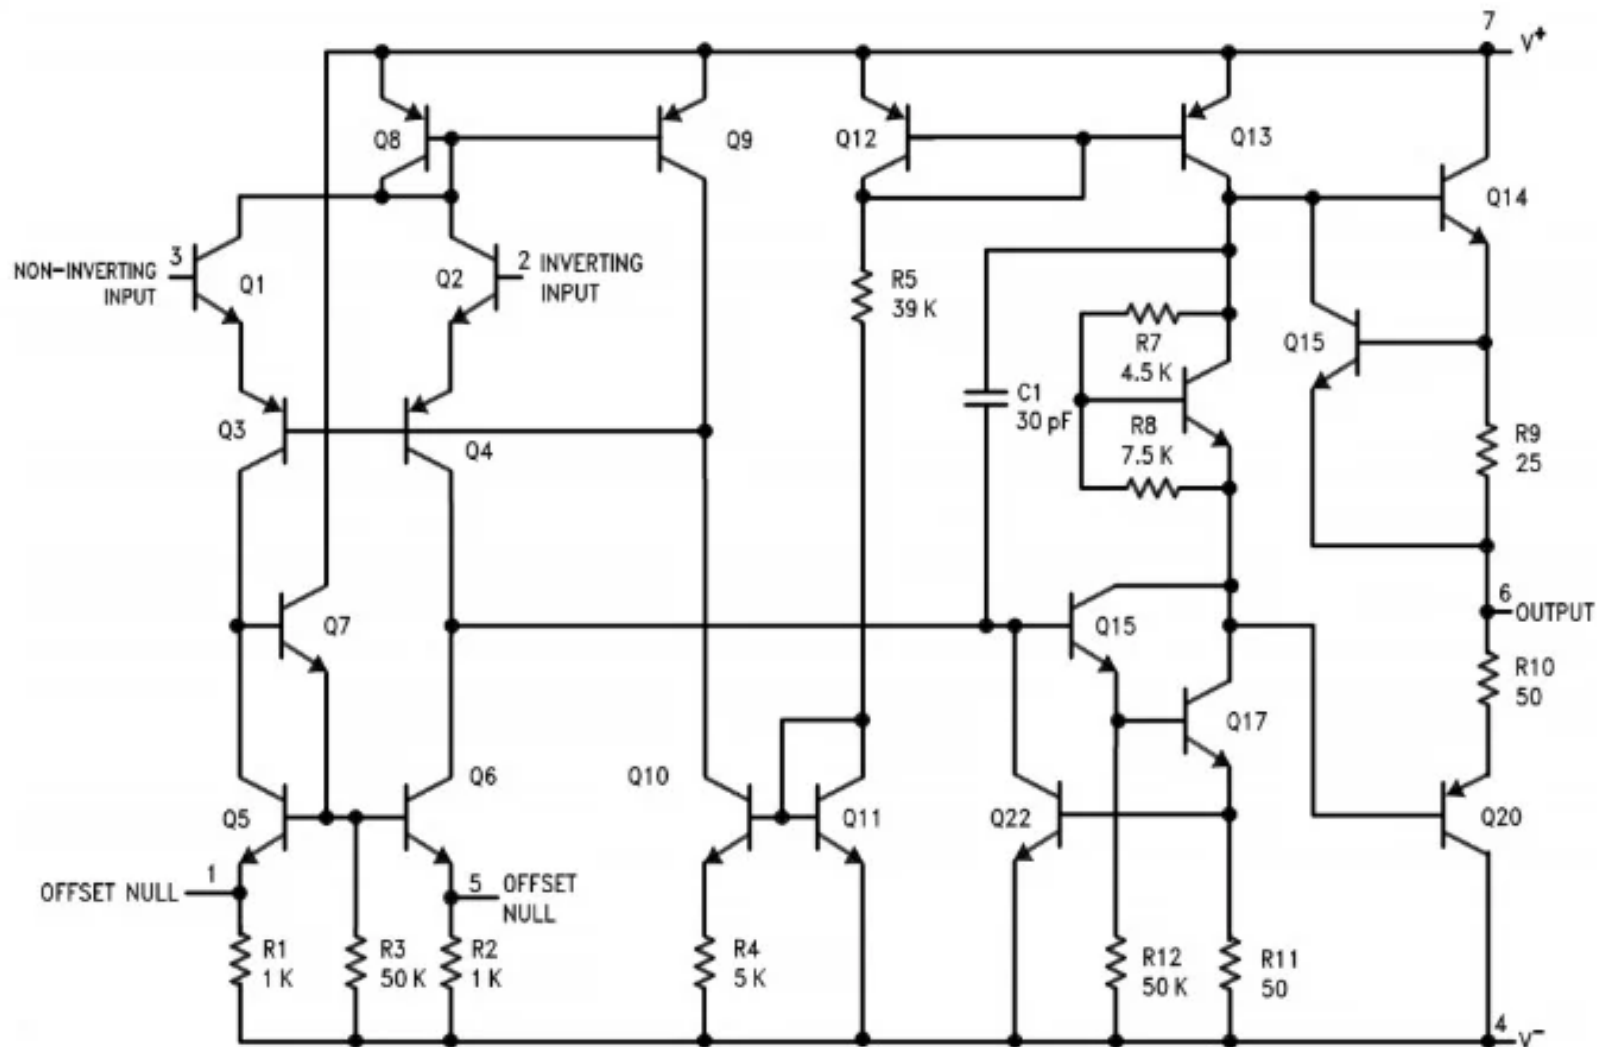 7
V+
Q8
Q9
Q12
Q13
Q14
3
NON-INVERTING
INPUT
Q1
Q2
2 INVERTING
INPUT
R5
39 K
R7
4.5 K
Q15
C1
30 pF
R8
7.5 K
Q3
Q4
R9
25
6
OUTPUT
Q7
Q15
R10
50
Q17
Q5
Q6
Q10
Q11
Q22
Q20
1
OFFSET NULL
5 OFFSET
NULL
R1
1 K
R3
50 K
R2
1 K
R4
5 K
R12
50 K
R11
50
4
V-